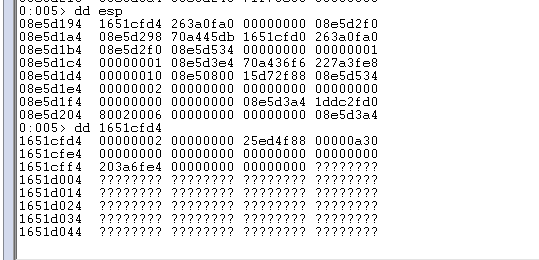 0:005> dd esp
08e5d194 1651cfd4 263a0fa0 00000000 08e5d2f0
08e5d1a4 08e5d298 70a445db 1651cfd0 263a0fa0
08e5d1b4 08e5d2f0 08e5d534 00000000 00000001
08e5d1c4 00000001 08e5d3e4 70a436f6 227a3fe8
08e5d1d4 00000010 08e50800 15d72f88 08e5d534
08e5d1e4 00000002 00000000 00000000 00000000
08e5d1f4 00000000 00000000 08e5d3a4 1ddc2fd0
08e5d204 80020006 00000000 00000000 08e5d3a4
0:005> dd 1651cfd4
1651cfd4 00000002 00000000 25ed4f88 00000a30
1651cfe4 00000000 00000000 00000000 00000000
1651cff4 203a6fe4 00000000 00000000 ????????
1651d004 ???????? ???????? ???????? ????????
1651d014 ???????? ???????? ???????? ????????
1651d024 ???????? ???????? ???????? ????????
1651d034 ???????? ???????? ???????? ????????
1651d044 ???????? ???????? ???????? ????????